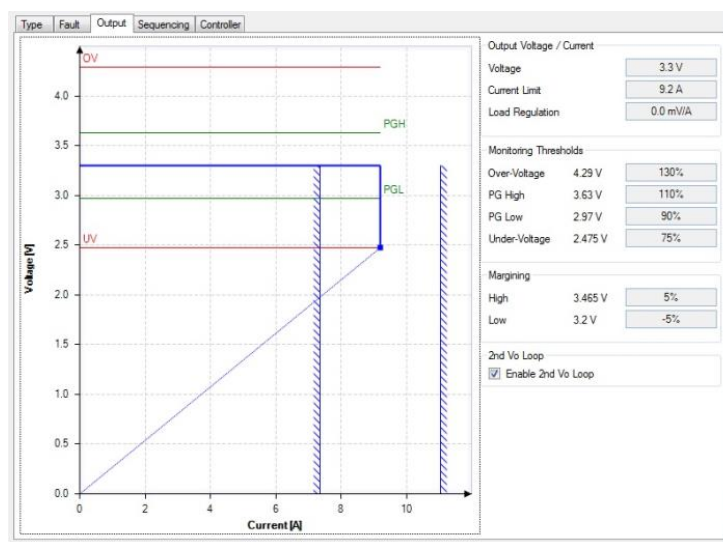 Type Fault Output Sequencing Controller
OV
PGH
PGL
UV
4.0
3.5
3.0
2.5
2.0
1.5
1.0
0.5
0.0
Voltage [V]
0 2 4 6 8 10
Current [A]
Output Voltage / Current
Voltage 3.3 V
Current Limit 9.2 A
Load Regulation 0.0 mV/A
Monitoring Thresholds
Over-Voltage 4.29 V 130%
PG High 3.63 V 110%
PG Low 2.97 V 90%
Under-Voltage 2.475 V 75%
Margining
High 3.465 V 5%
Low 3.2 V -5%
2nd Vo Loop
Enable 2nd Vo Loop